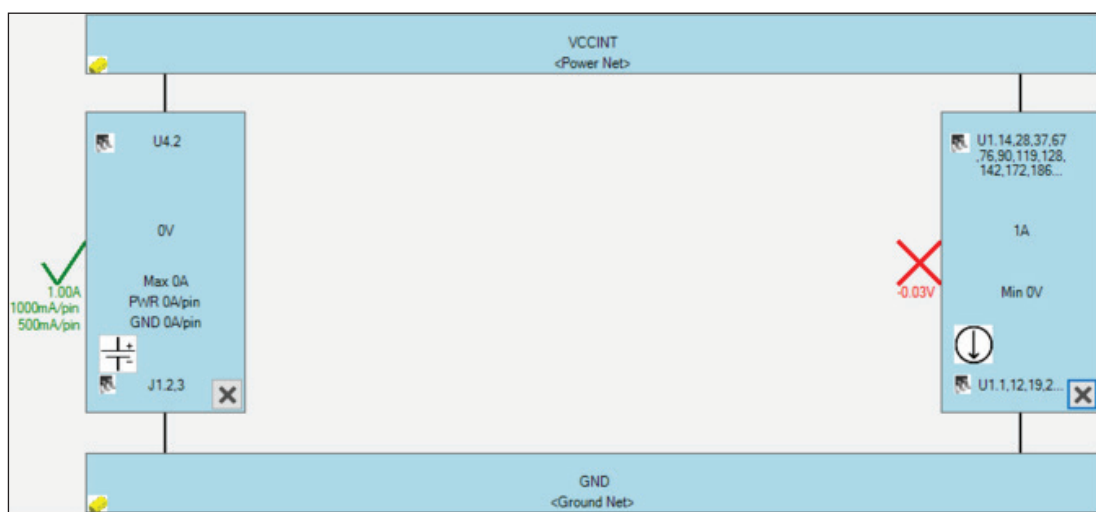 VCCINT
<Power Net>
U4.2
0V
Max 0A
PWR 0A/pin
GND 0A/pin
J1.2,3
1.00A
1000mA/pin
500mA/pin
U1.14,28,37,67
,76,90,119,128,
142,172,186...
1A
Min 0V
U1.1,12,19,2...
-0.03V
GND
<Ground Net>